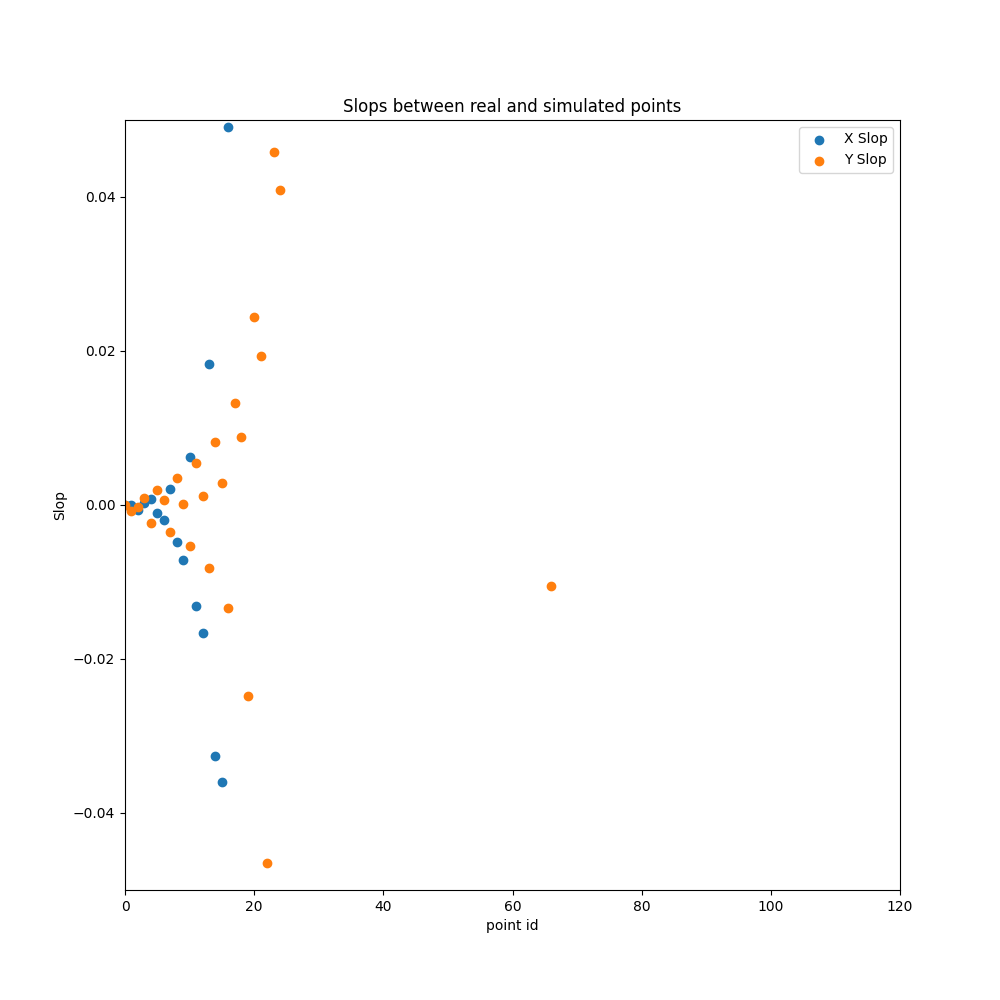 Slops between real and simulated points
X Slop
Y Slop
0.04
0.02
0.00
−0.02
−0.04
Slop
0 20 40 60 80 100 120
point id